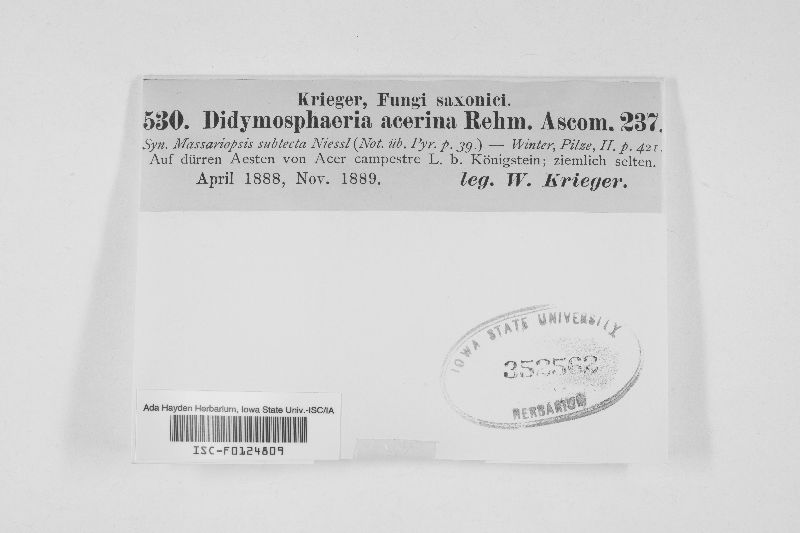 Krieger, Fungi saxonici.
530. Didymosphaeria acerina Rehm. Ascom. 237.
Syn. Massariopsis subtecta Niessl (Not. üb. Pyr. p. 39.) — Winter, Pilze, II. p. 421.
Auf dürren Aesten von Acer campestre L. b. Königstein; ziemlich selten.
April 1888, Nov. 1889. leg. W. Krieger.
IOWA STATE UNIVERSITY
HERBARIUM
Ada Hayden Herbarium, Iowa State Univ.-ISC/IA
ISC-F0124809